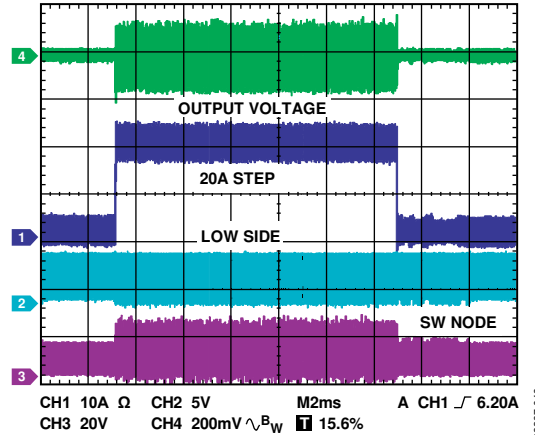 4
OUTPUT VOLTAGE
20A STEP
1
LOW SIDE
2
SW NODE
3
CH1 10A Ω CH2 5V M2ms A CH1 6.20A
CH3 20V CH4 200mV BW T 15.6%